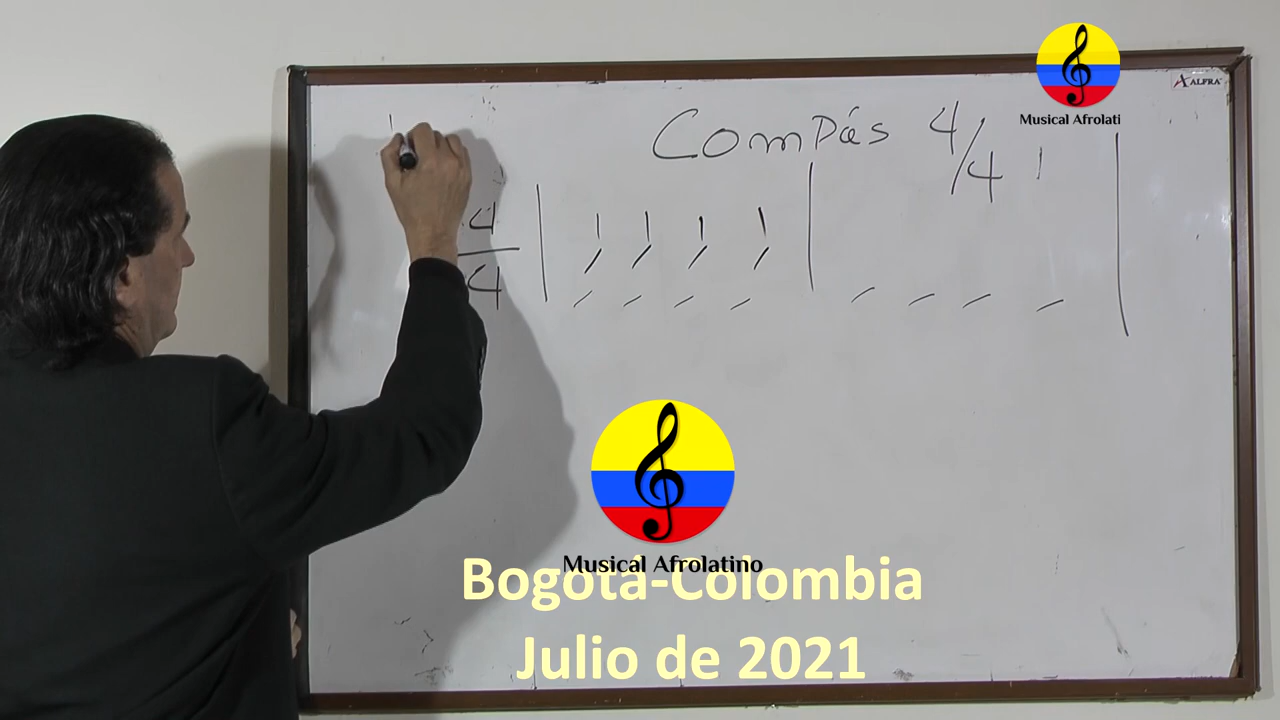 Compás 4/4
Musical Afrolati
ALFRA
4
4
Musical Afrolatino
Bogotá-Colombia
Julio de 2021